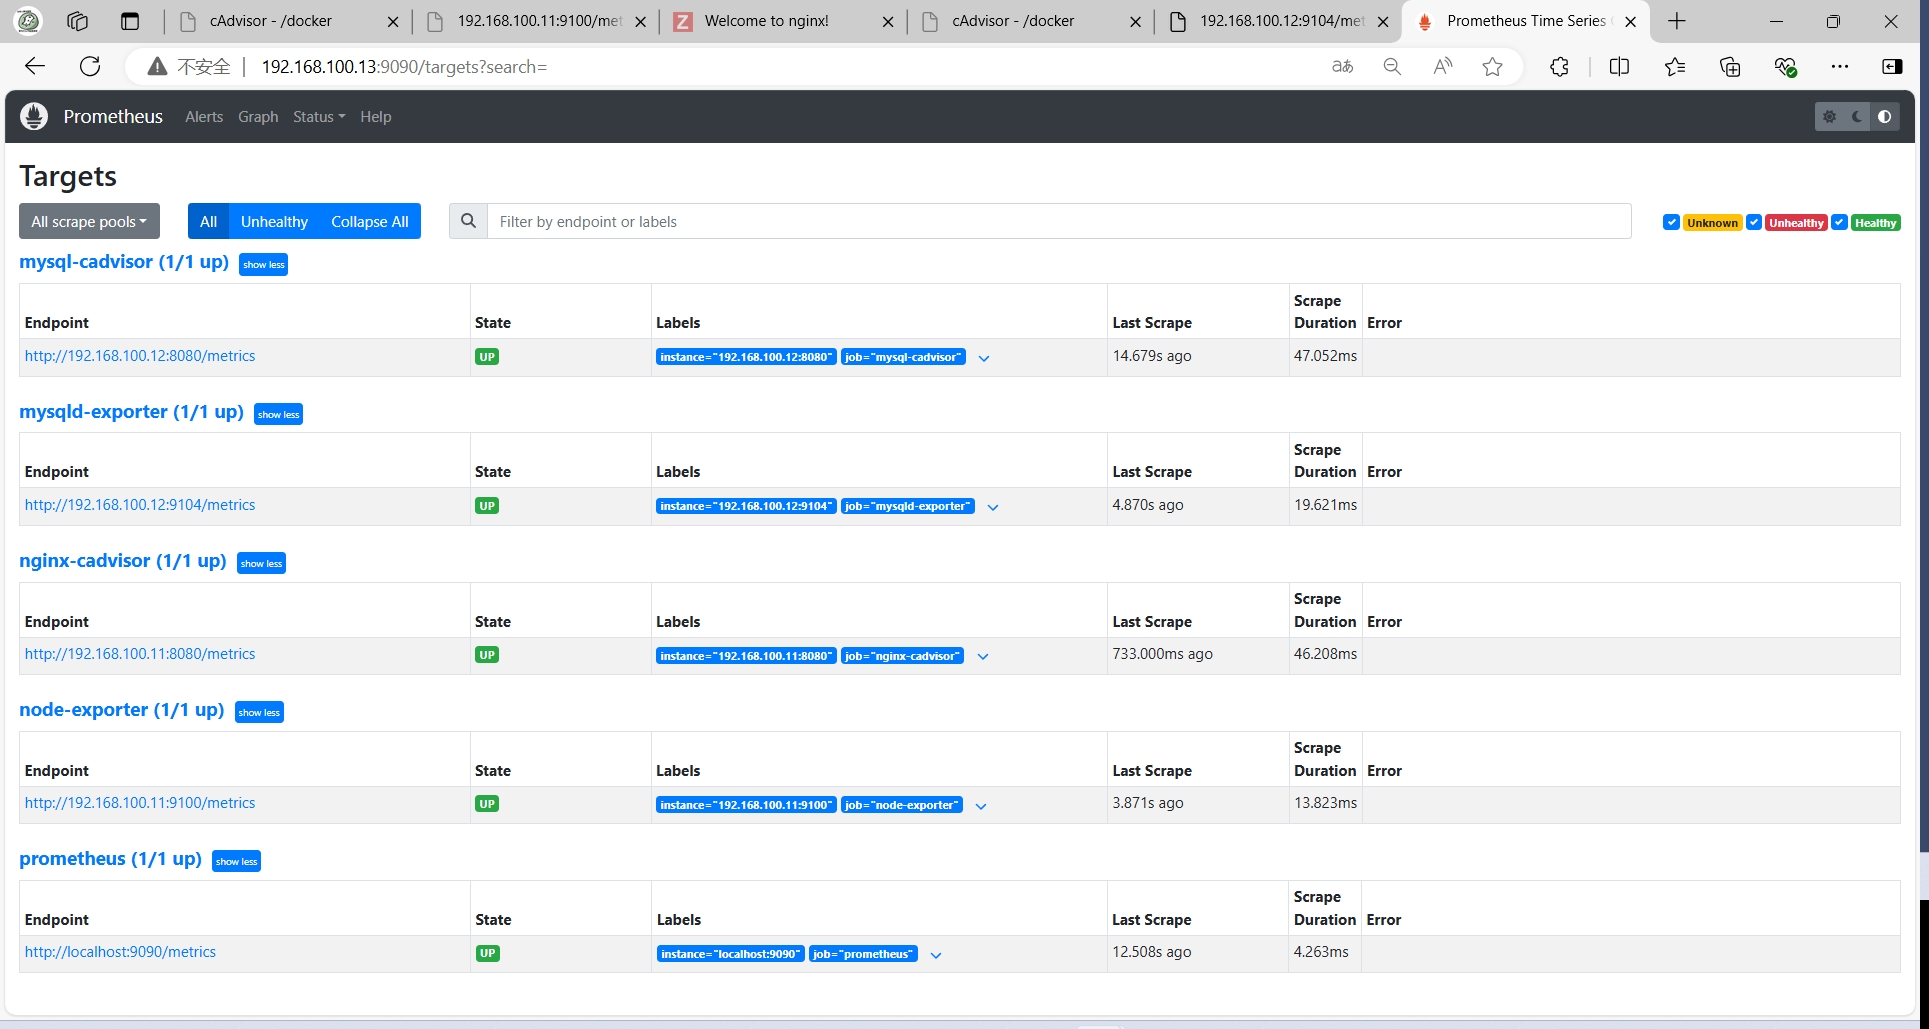 cAdvisor - /docker
192.168.100.11:9100/met
Welcome to nginx!
cAdvisor - /docker
192.168.100.12:9104/met
Prometheus Time Series
不安全 192.168.100.13:9090/targets?search=
Prometheus Alerts Graph Status Help
Targets
All scrape pools All Unhealthy Collapse All Filter by endpoint or labels Unknown Unhealthy Healthy
mysql-cadvisor (1/1 up) show less
Endpoint State Labels Last Scrape Scrape Duration Error
http://192.168.100.12:8080/metrics UP instance="192.168.100.12:8080" job="mysql-cadvisor" 14.679s ago 47.052ms
mysqld-exporter (1/1 up) show less
Endpoint State Labels Last Scrape Scrape Duration Error
http://192.168.100.12:9104/metrics UP instance="192.168.100.12:9104" job="mysqld-exporter" 4.870s ago 19.621ms
nginx-cadvisor (1/1 up) show less
Endpoint State Labels Last Scrape Scrape Duration Error
http://192.168.100.11:8080/metrics UP instance="192.168.100.11:8080" job="nginx-cadvisor" 733.000ms ago 46.208ms
node-exporter (1/1 up) show less
Endpoint State Labels Last Scrape Scrape Duration Error
http://192.168.100.11:9100/metrics UP instance="192.168.100.11:9100" job="node-exporter" 3.871s ago 13.823ms
prometheus (1/1 up) show less
Endpoint State Labels Last Scrape Scrape Duration Error
http://localhost:9090/metrics UP instance="localhost:9090" job="prometheus" 12.508s ago 4.263ms